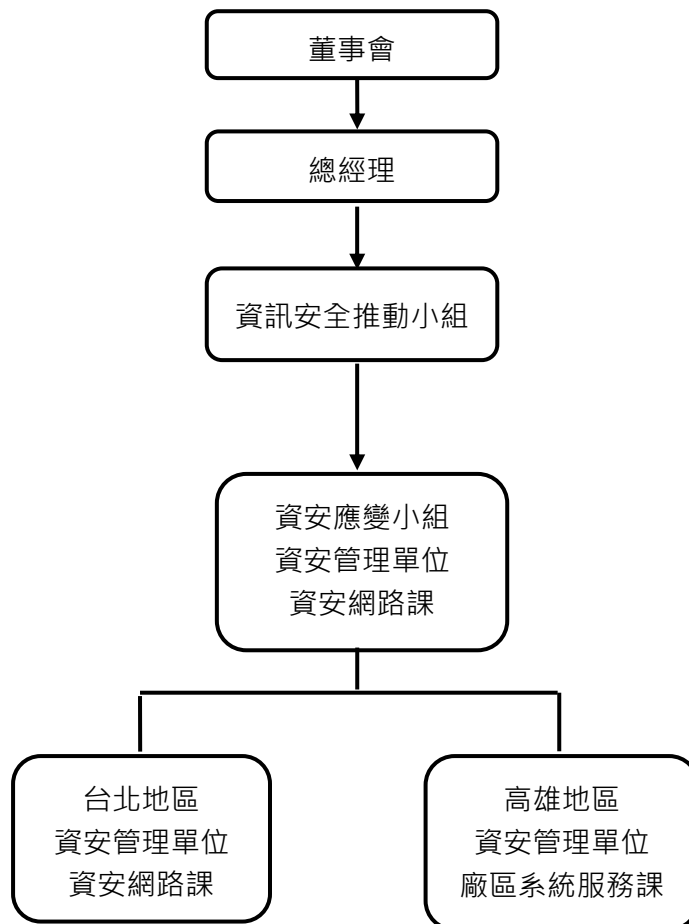 董事會
總經理
資訊安全推動小組
資安應變小組
資安管理單位
資安網路課
台北地區
資安管理單位
資安網路課
高雄地區
資安管理單位
廠區系統服務課